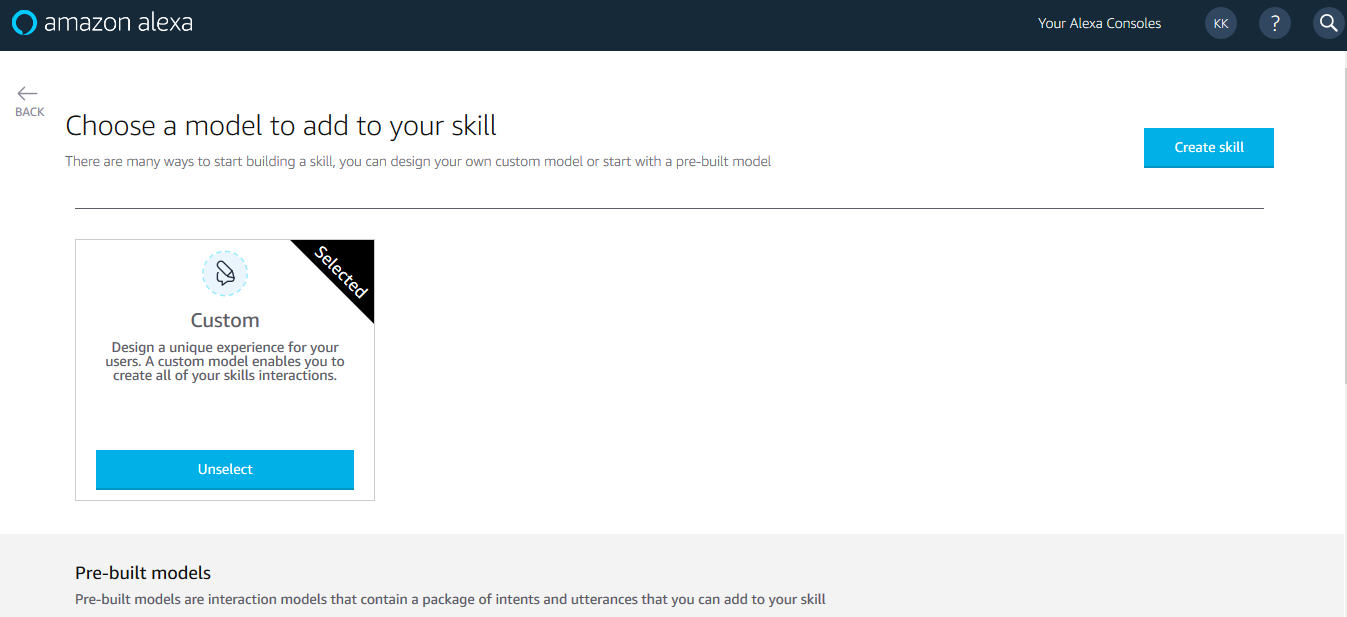 amazon alexa
Your Alexa Consoles
KK
?
BACK
Choose a model to add to your skill
There are many ways to start building a skill, you can design your own custom model or start with a pre-built model
Create skill
Selected
Custom
Design a unique experience for your
users. A custom model enables you to
create all of your skills interactions.
Unselect
Pre-built models
Pre-built models are interaction models that contain a package of intents and utterances that you can add to your skill